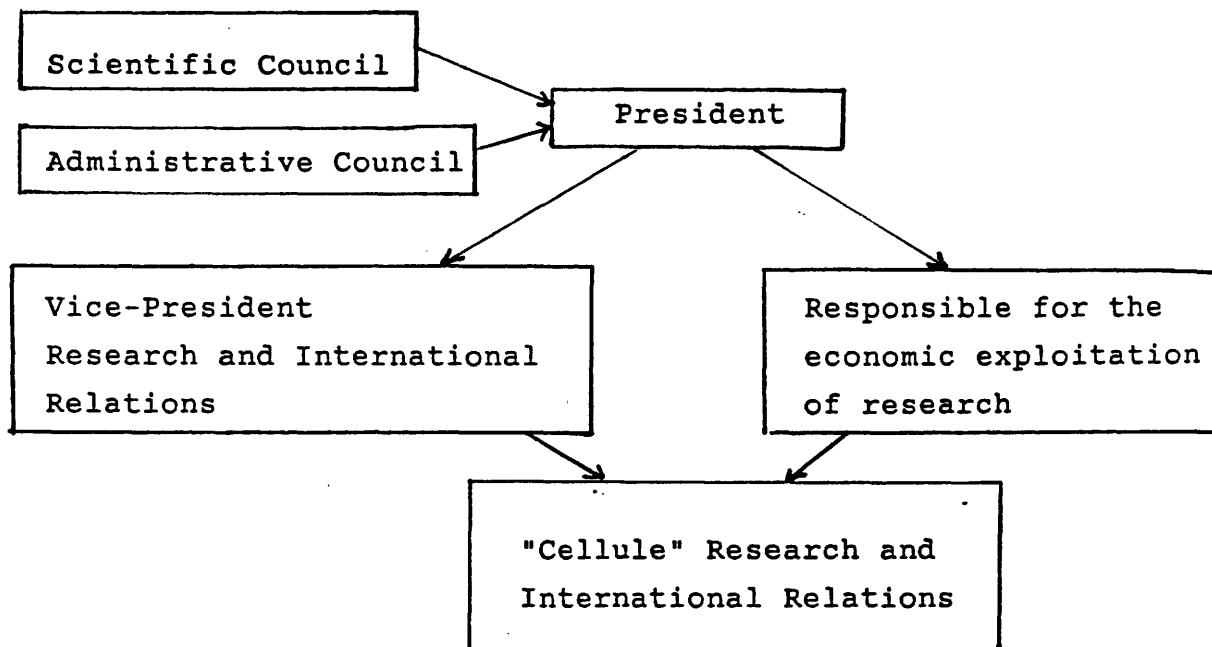 Scientific Council
President
Administrative Council
Vice-President
Research and International
Relations
Responsible for the
economic exploitation
of research
"Cellule" Research and
International Relations